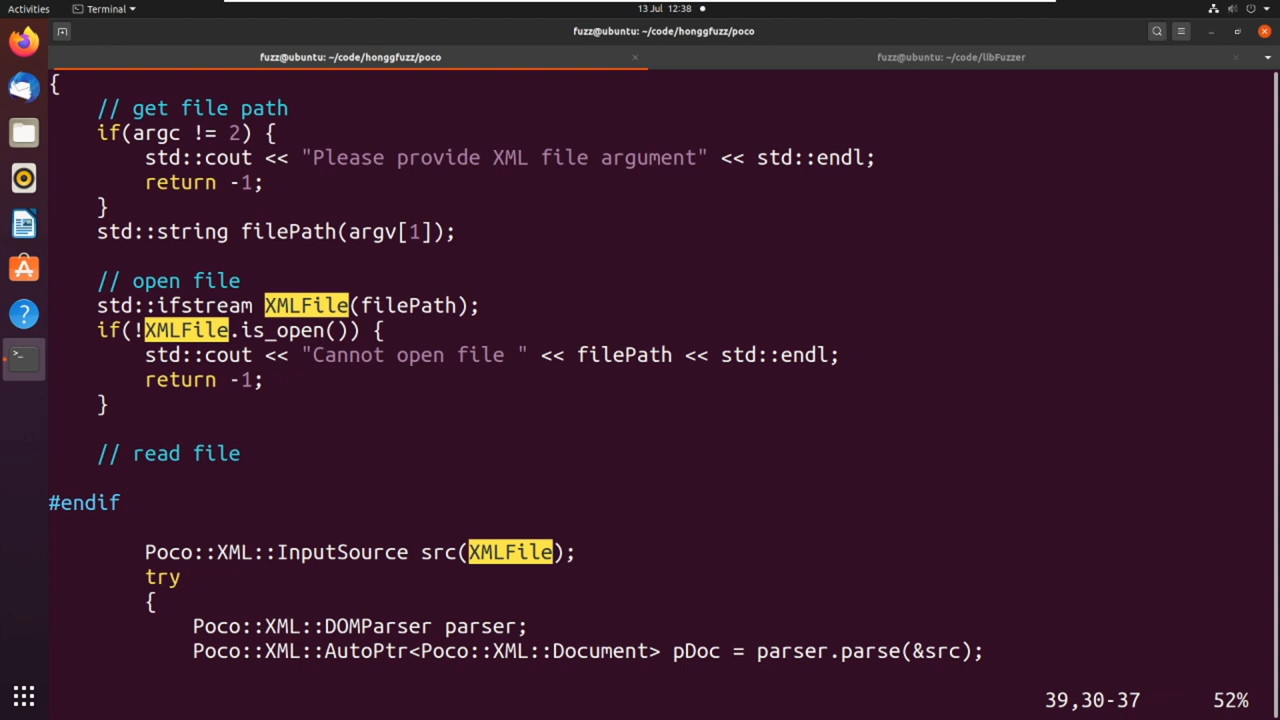 Activities
Terminal
13 Jul 12:38
fuzz@ubuntu: ~/code/honggfuzz/poco
fuzz@ubuntu: ~/code/honggfuzz/poco
fuzz@ubuntu: ~/code/libFuzzer
{
    // get file path
    if(argc != 2) {
        std::cout << "Please provide XML file argument" << std::endl;
        return -1;
    }
    std::string filePath(argv[1]);
    // open file
    std::ifstream XMLFile(filePath);
    if(!XMLFile.is_open()) {
        std::cout << "Cannot open file " << filePath << std::endl;
        return -1;
    }
    // read file
#endif
        Poco::XML::InputSource src(XMLFile);
        try
        {
            Poco::XML::DOMParser parser;
            Poco::XML::AutoPtr<Poco::XML::Document> pDoc = parser.parse(&src);
39,30-37
52%